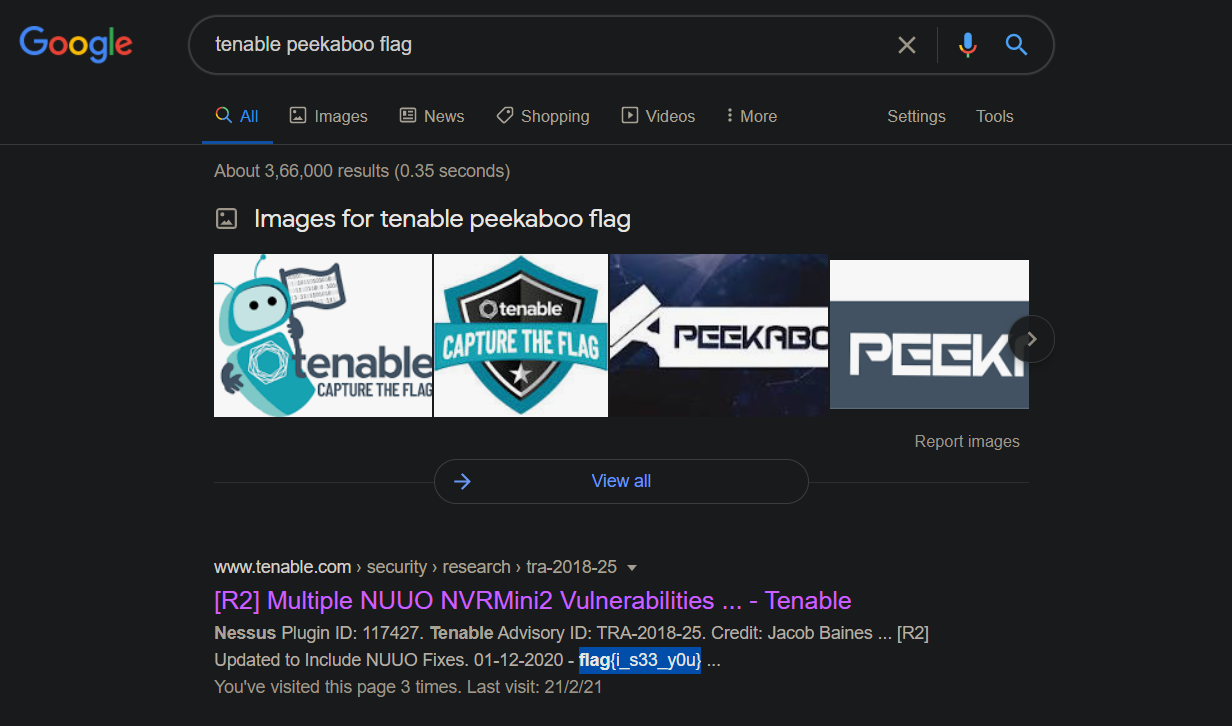 Google
tenable peekaboo flag
All Images News Shopping Videos More Settings Tools
About 3,66,000 results (0.35 seconds)
Images for tenable peekaboo flag
tenable
CAPTURE THE FLAG
tenable
CAPTURE THE FLAG
PEEKABO
PEEK
Report images
View all
www.tenable.com › security › research › tra-2018-25
[R2] Multiple NUUO NVRMini2 Vulnerabilities ... - Tenable
Nessus Plugin ID: 117427. Tenable Advisory ID: TRA-2018-25. Credit: Jacob Baines ... [R2]
Updated to Include NUUO Fixes. 01-12-2020 - flag{i_s33_y0u} ...
You've visited this page 3 times. Last visit: 21/2/21